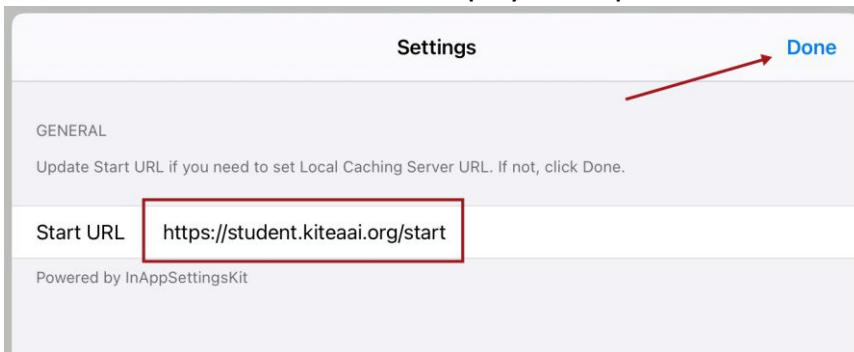 Settings
Done
GENERAL
Update Start URL if you need to set Local Caching Server URL. If not, click Done.
Start URL https://student.kiteaai.org/start
Powered by InAppSettingsKit